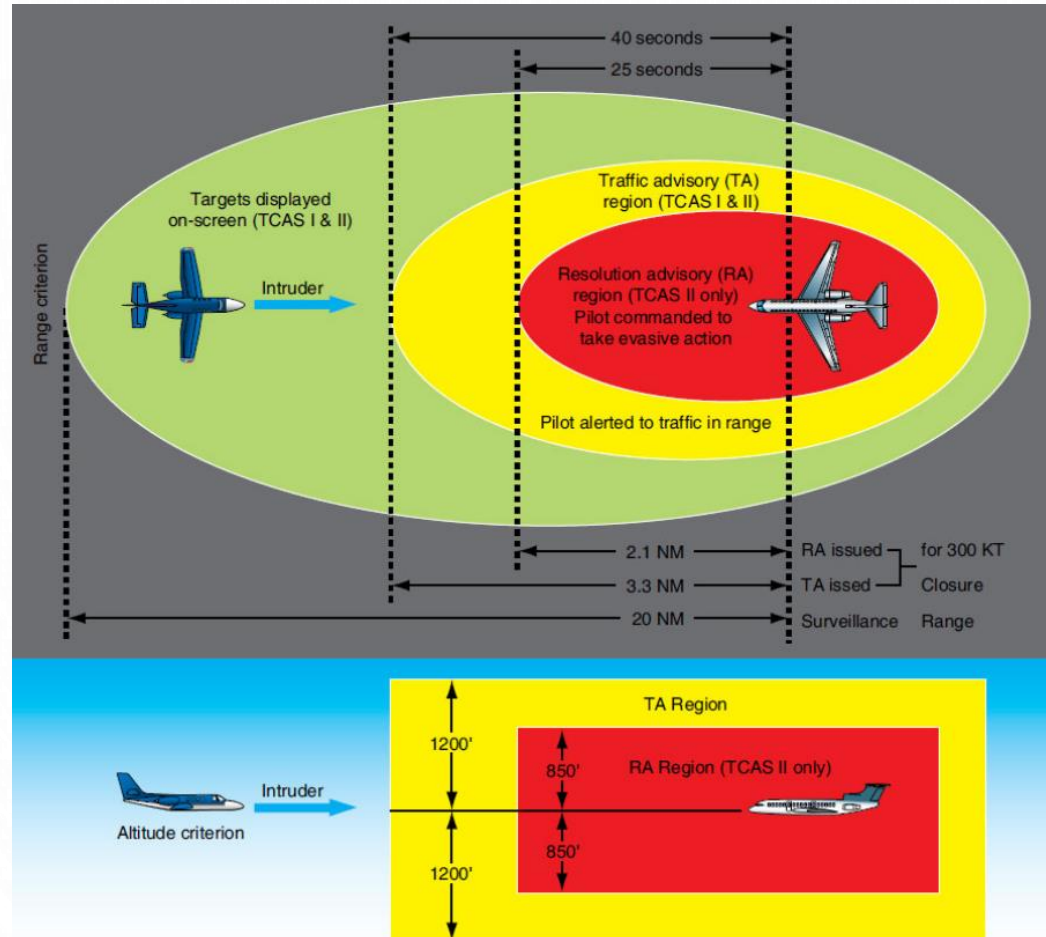 40 seconds
25 seconds
Range criterion
Targets displayed
on-screen (TCAS I & II)
Intruder
Traffic advisory (TA)
region (TCAS I & II)
Resolution advisory (RA)
region (TCAS II only)
Pilot commanded to
take evasive action
Pilot alerted to traffic in range
2.1 NM RA issued for 300 KT
3.3 NM TA issed Closure
20 NM Surveillance Range
TA Region
1200'
850'
RA Region (TCAS II only)
Intruder
Altitude criterion
850'
1200'